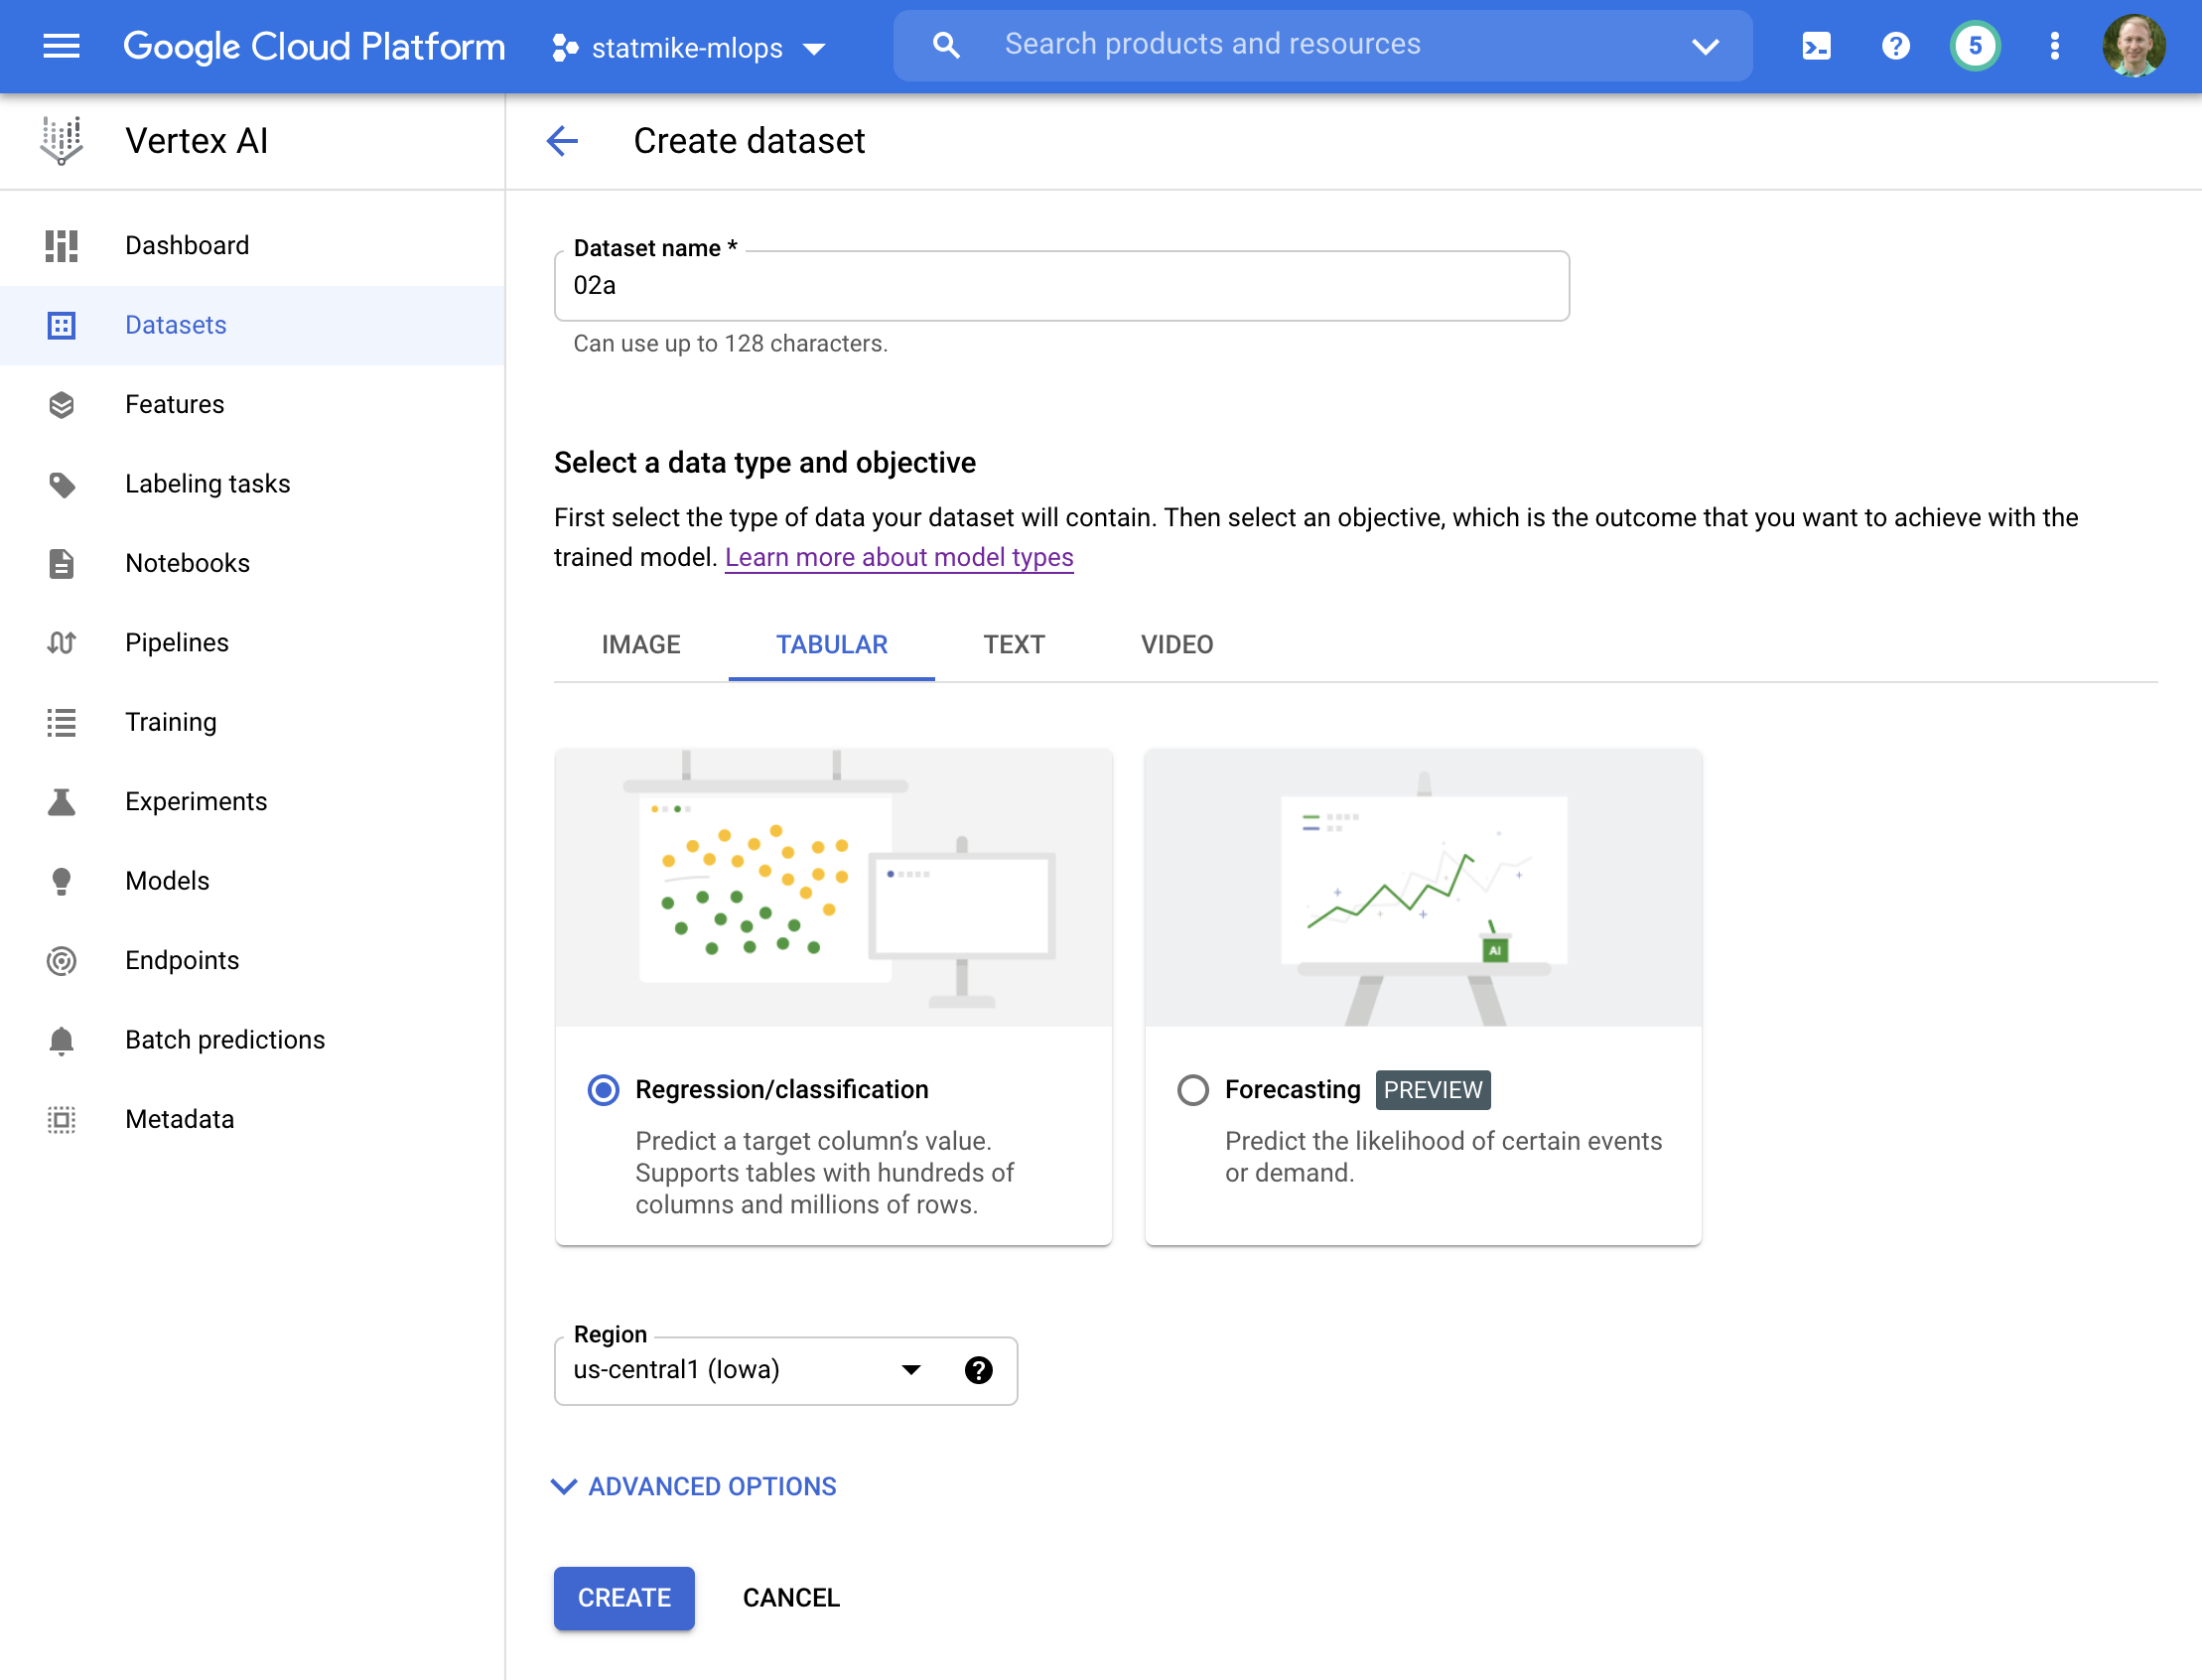 Google Cloud Platform
statmike-mlops
Search products and resources
5
Vertex AI
Create dataset
Dashboard
Datasets
Features
Labeling tasks
Notebooks
Pipelines
Training
Experiments
Models
Endpoints
Batch predictions
Metadata
Dataset name *
02a
Can use up to 128 characters.
Select a data type and objective
First select the type of data your dataset will contain. Then select an objective, which is the outcome that you want to achieve with the
trained model. Learn more about model types
IMAGE TABULAR TEXT VIDEO
AI
Regression/classification
Predict a target column’s value.
Supports tables with hundreds of
columns and millions of rows.
Forecasting PREVIEW
Predict the likelihood of certain events
or demand.
Region
us-central1 (Iowa)
ADVANCED OPTIONS
CREATE CANCEL